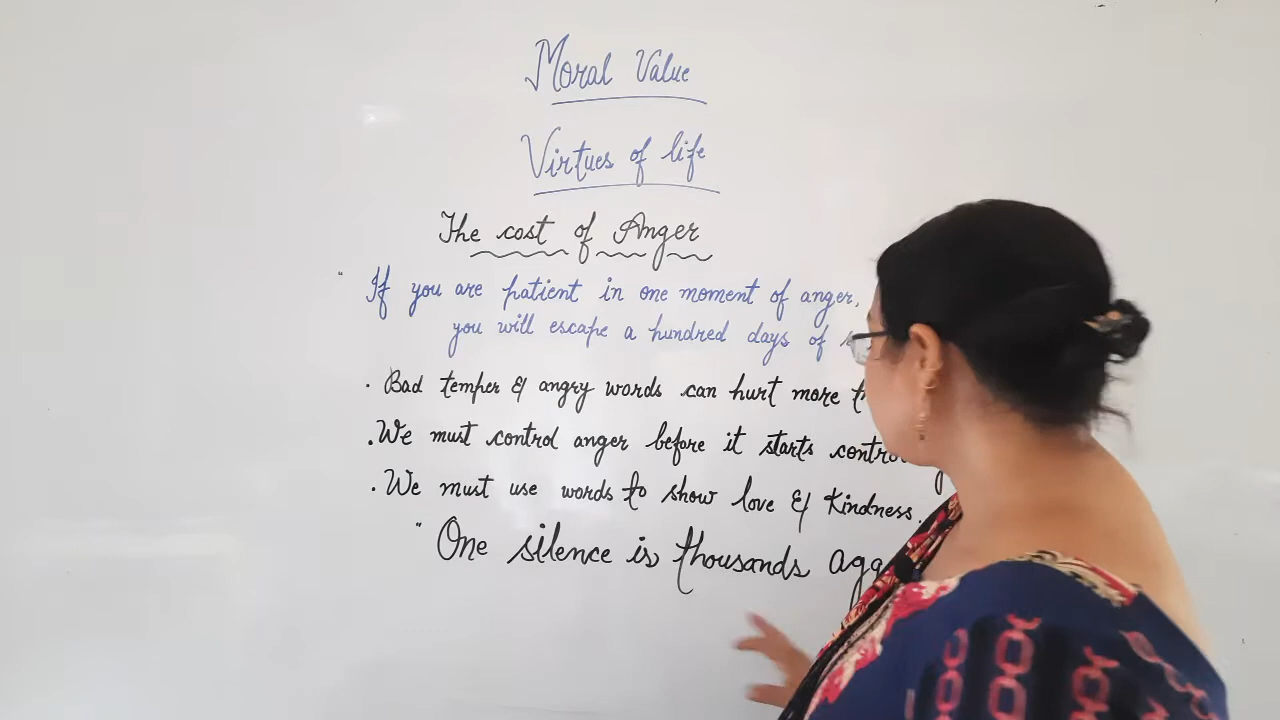 Moral Value
Virtues of life
The cost of Anger
" If you are patient in one moment of anger,
you will escape a hundred days of
. Bad temper & angry words can hurt more
. We must control anger before it starts
. We must use words to show love & Kindness.
" One silence is thousands